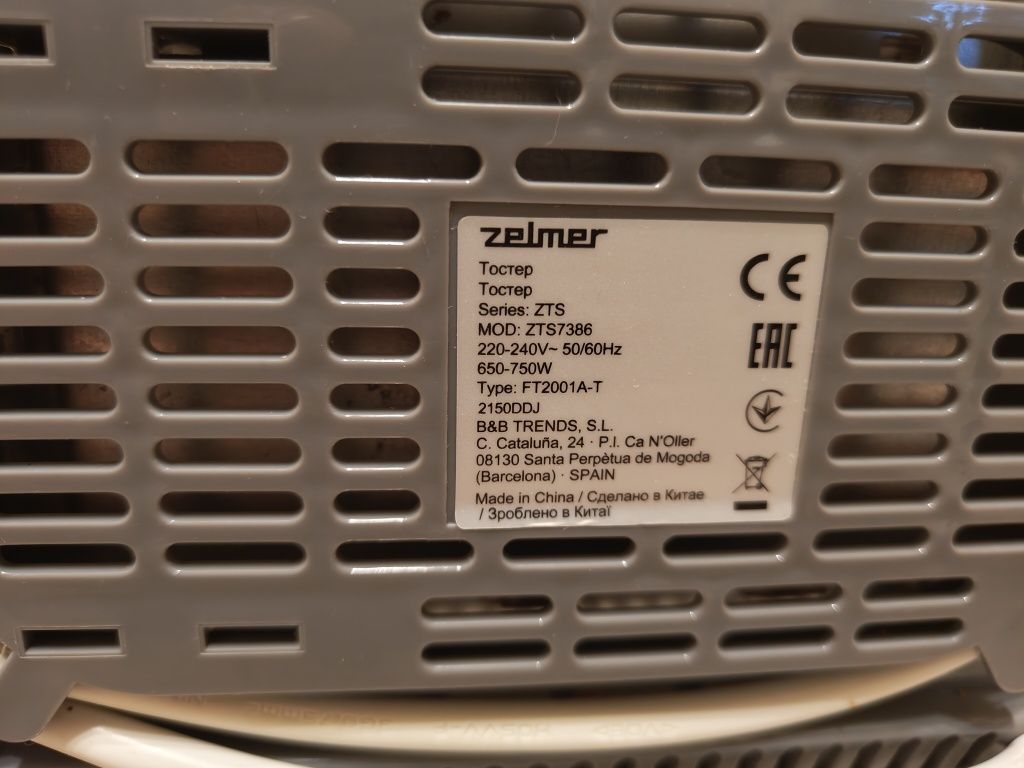 zelmer
Тостер
Тостер
Series: ZTS
MOD: ZTS7386
220-240V~ 50/60Hz
650-750W
Type: FT2001A-T
2150DDJ
B&B TRENDS, S.L.
C. Cataluña, 24 · P.I. Ca N'Oller
08130 Santa Perpètua de Mogoda
(Barcelona) · SPAIN
Made in China / Сделано в Китае
/ Зроблено в Китаї
CE
EAC